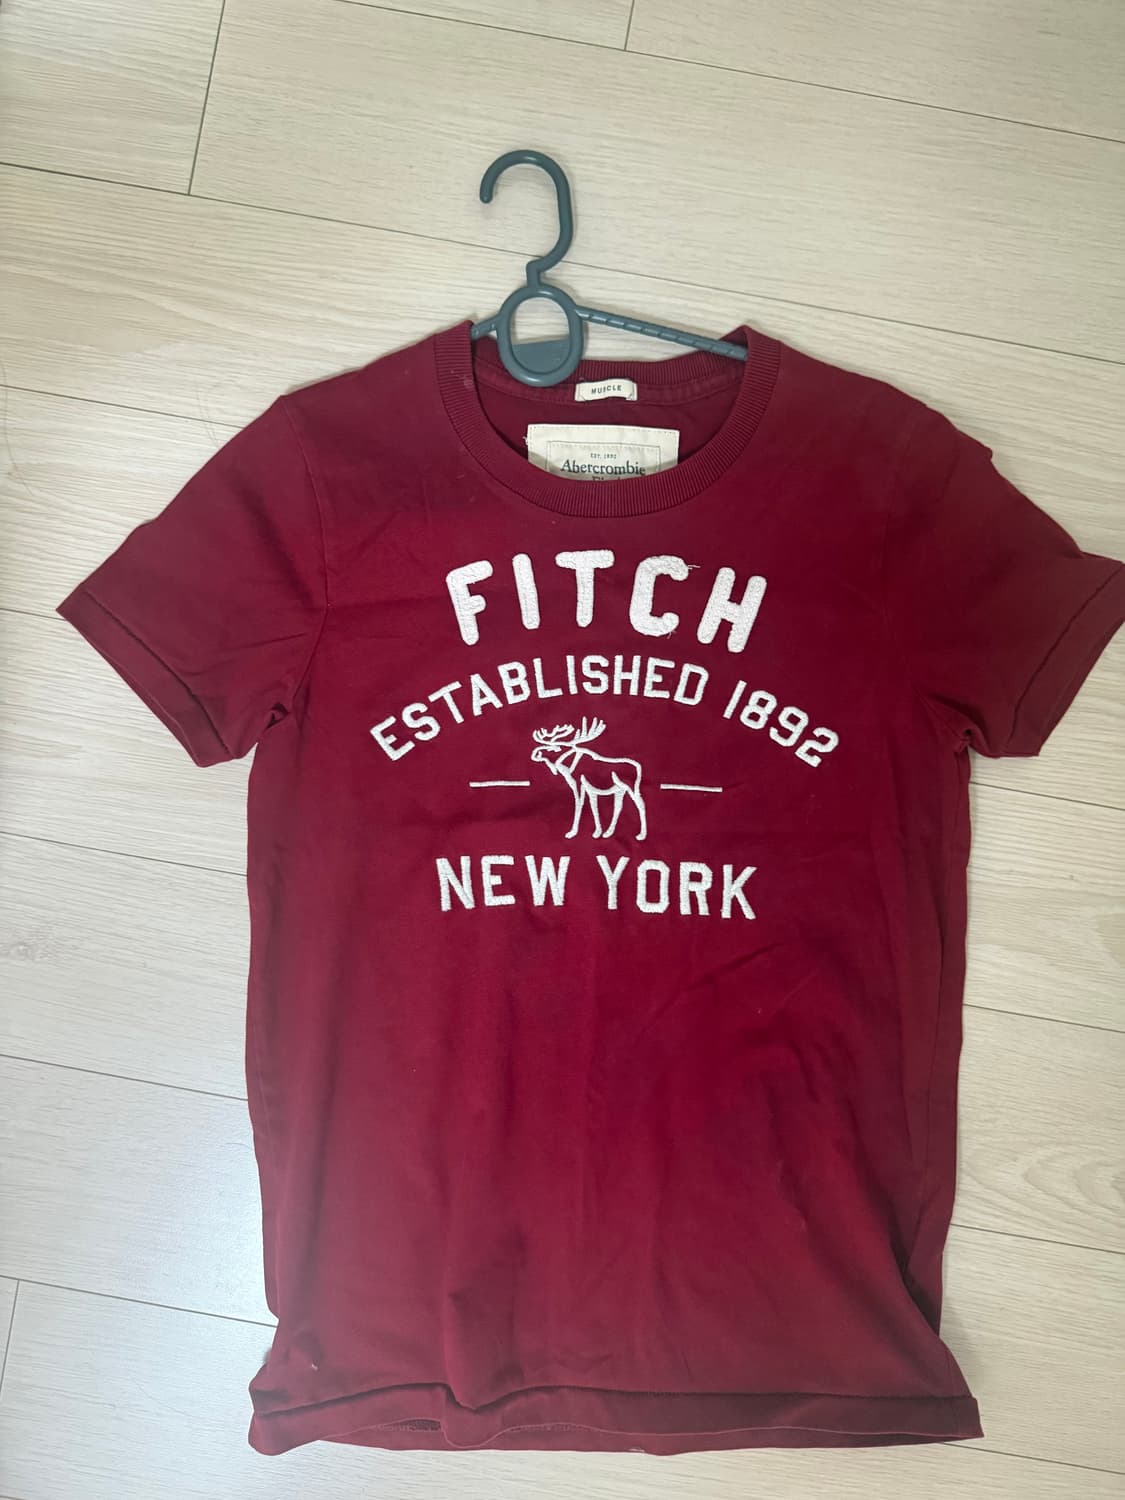 MUSCLE
EST. 1892
Abercrombie
FITCH
ESTABLISHED 1892
NEW YORK